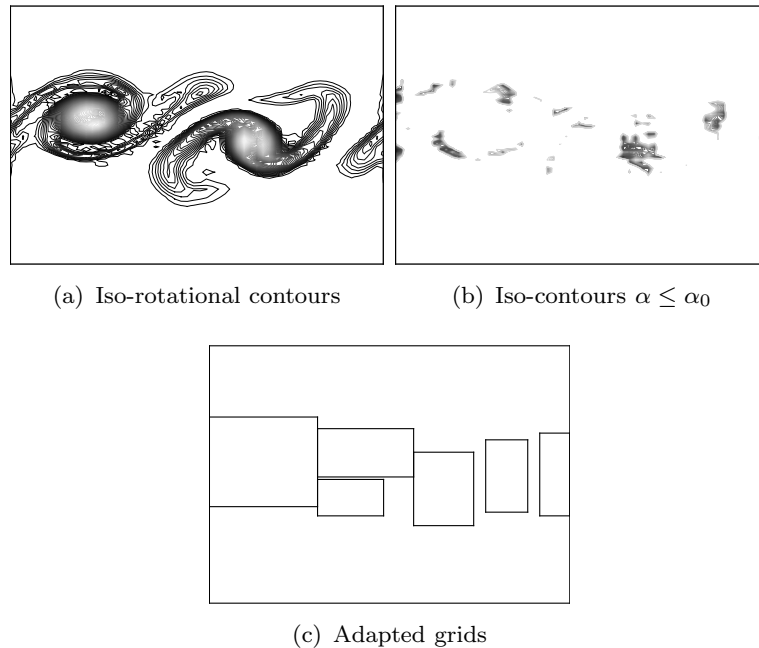 (a) Iso-rotational contours
(b) Iso-contours α ≤ α₀
(c) Adapted grids